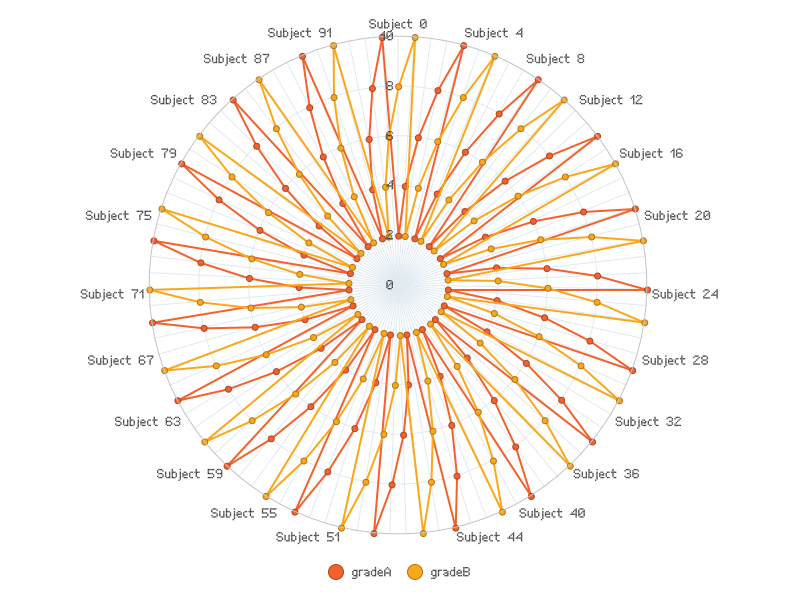 Subject 0
Subject 4
Subject 8
Subject 12
Subject 16
Subject 20
Subject 24
Subject 28
Subject 32
Subject 36
Subject 40
Subject 44
Subject 51
Subject 55
Subject 59
Subject 63
Subject 67
Subject 71
Subject 75
Subject 79
Subject 83
Subject 87
Subject 91
10
8
6
4
2
0
gradeA
gradeB